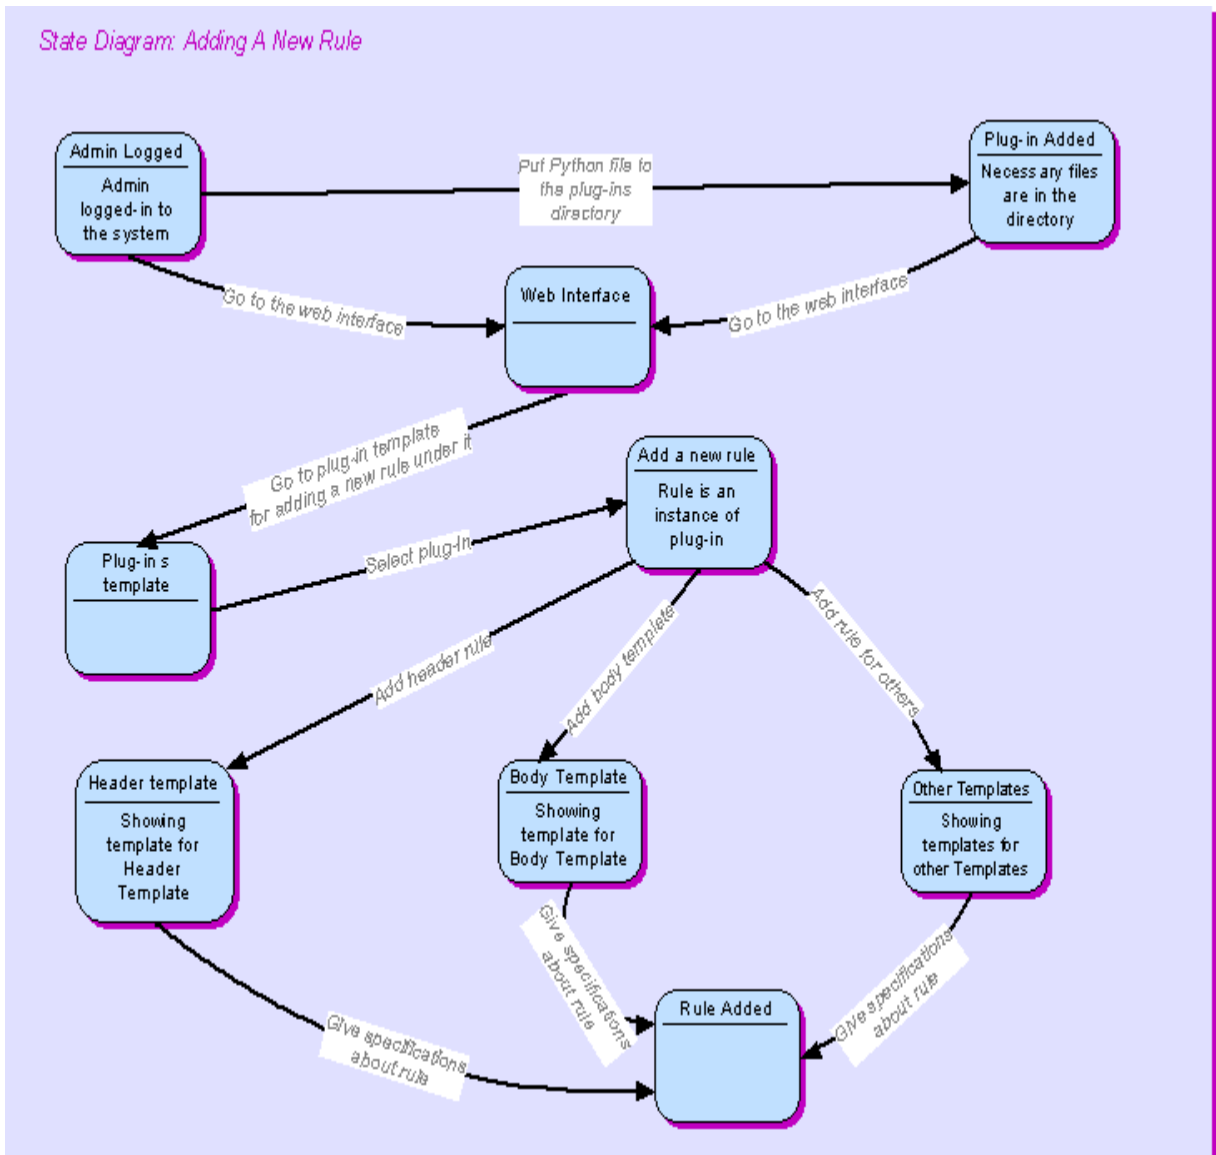 State Diagram: Adding A New Rule
Admin Logged
Admin
logged-in to
the system
Put Python file to
the plug-ins
directory
Plug-in Added
Necessary files
are in the
directory
Go to the web interface
Web Interface
Go to the web interface
Go to plug-in template
for adding a new rule under it
Add a new rule
Rule is an
instance of
plug-in
Plug-in s
template
Select plug-In
Add header rule
Add body template
Add rule for others
Header template
Showing
template for
Header
Template
Body Template
Showing
template for
Body Template
Other Templates
Showing
templates for
other Templates
Give specifications
about rule
Give specifications
about rule
Give specifications
about rule
Rule Added